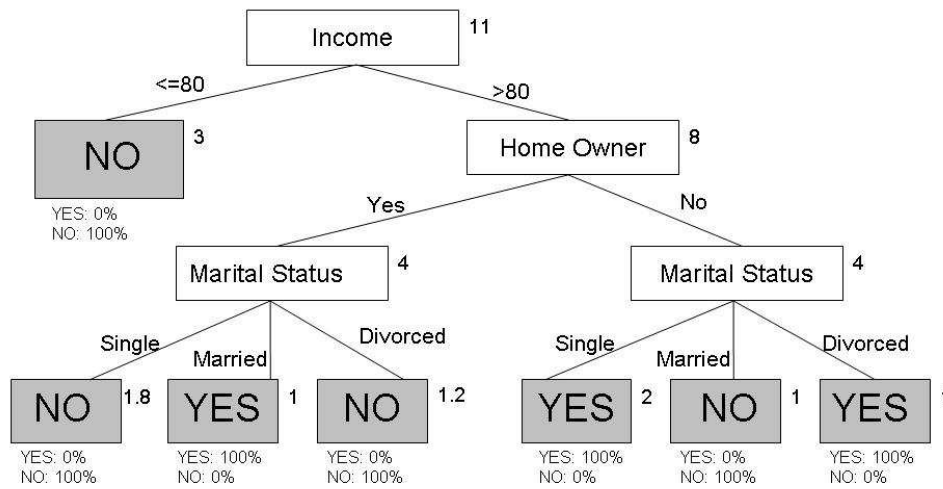 Income 11
<=80 >80
NO 3
Home Owner 8
YES: 0%
NO: 100%
Yes No
Marital Status 4
Marital Status 4
Single Married Divorced
Single Married Divorced
NO 1.8
YES 1
NO 1.2
YES 2
NO 1
YES
YES: 0%
NO: 100%
YES: 100%
NO: 0%
YES: 0%
NO: 100%
YES: 100%
NO: 0%
YES: 0%
NO: 100%
YES: 100%
NO: 0%